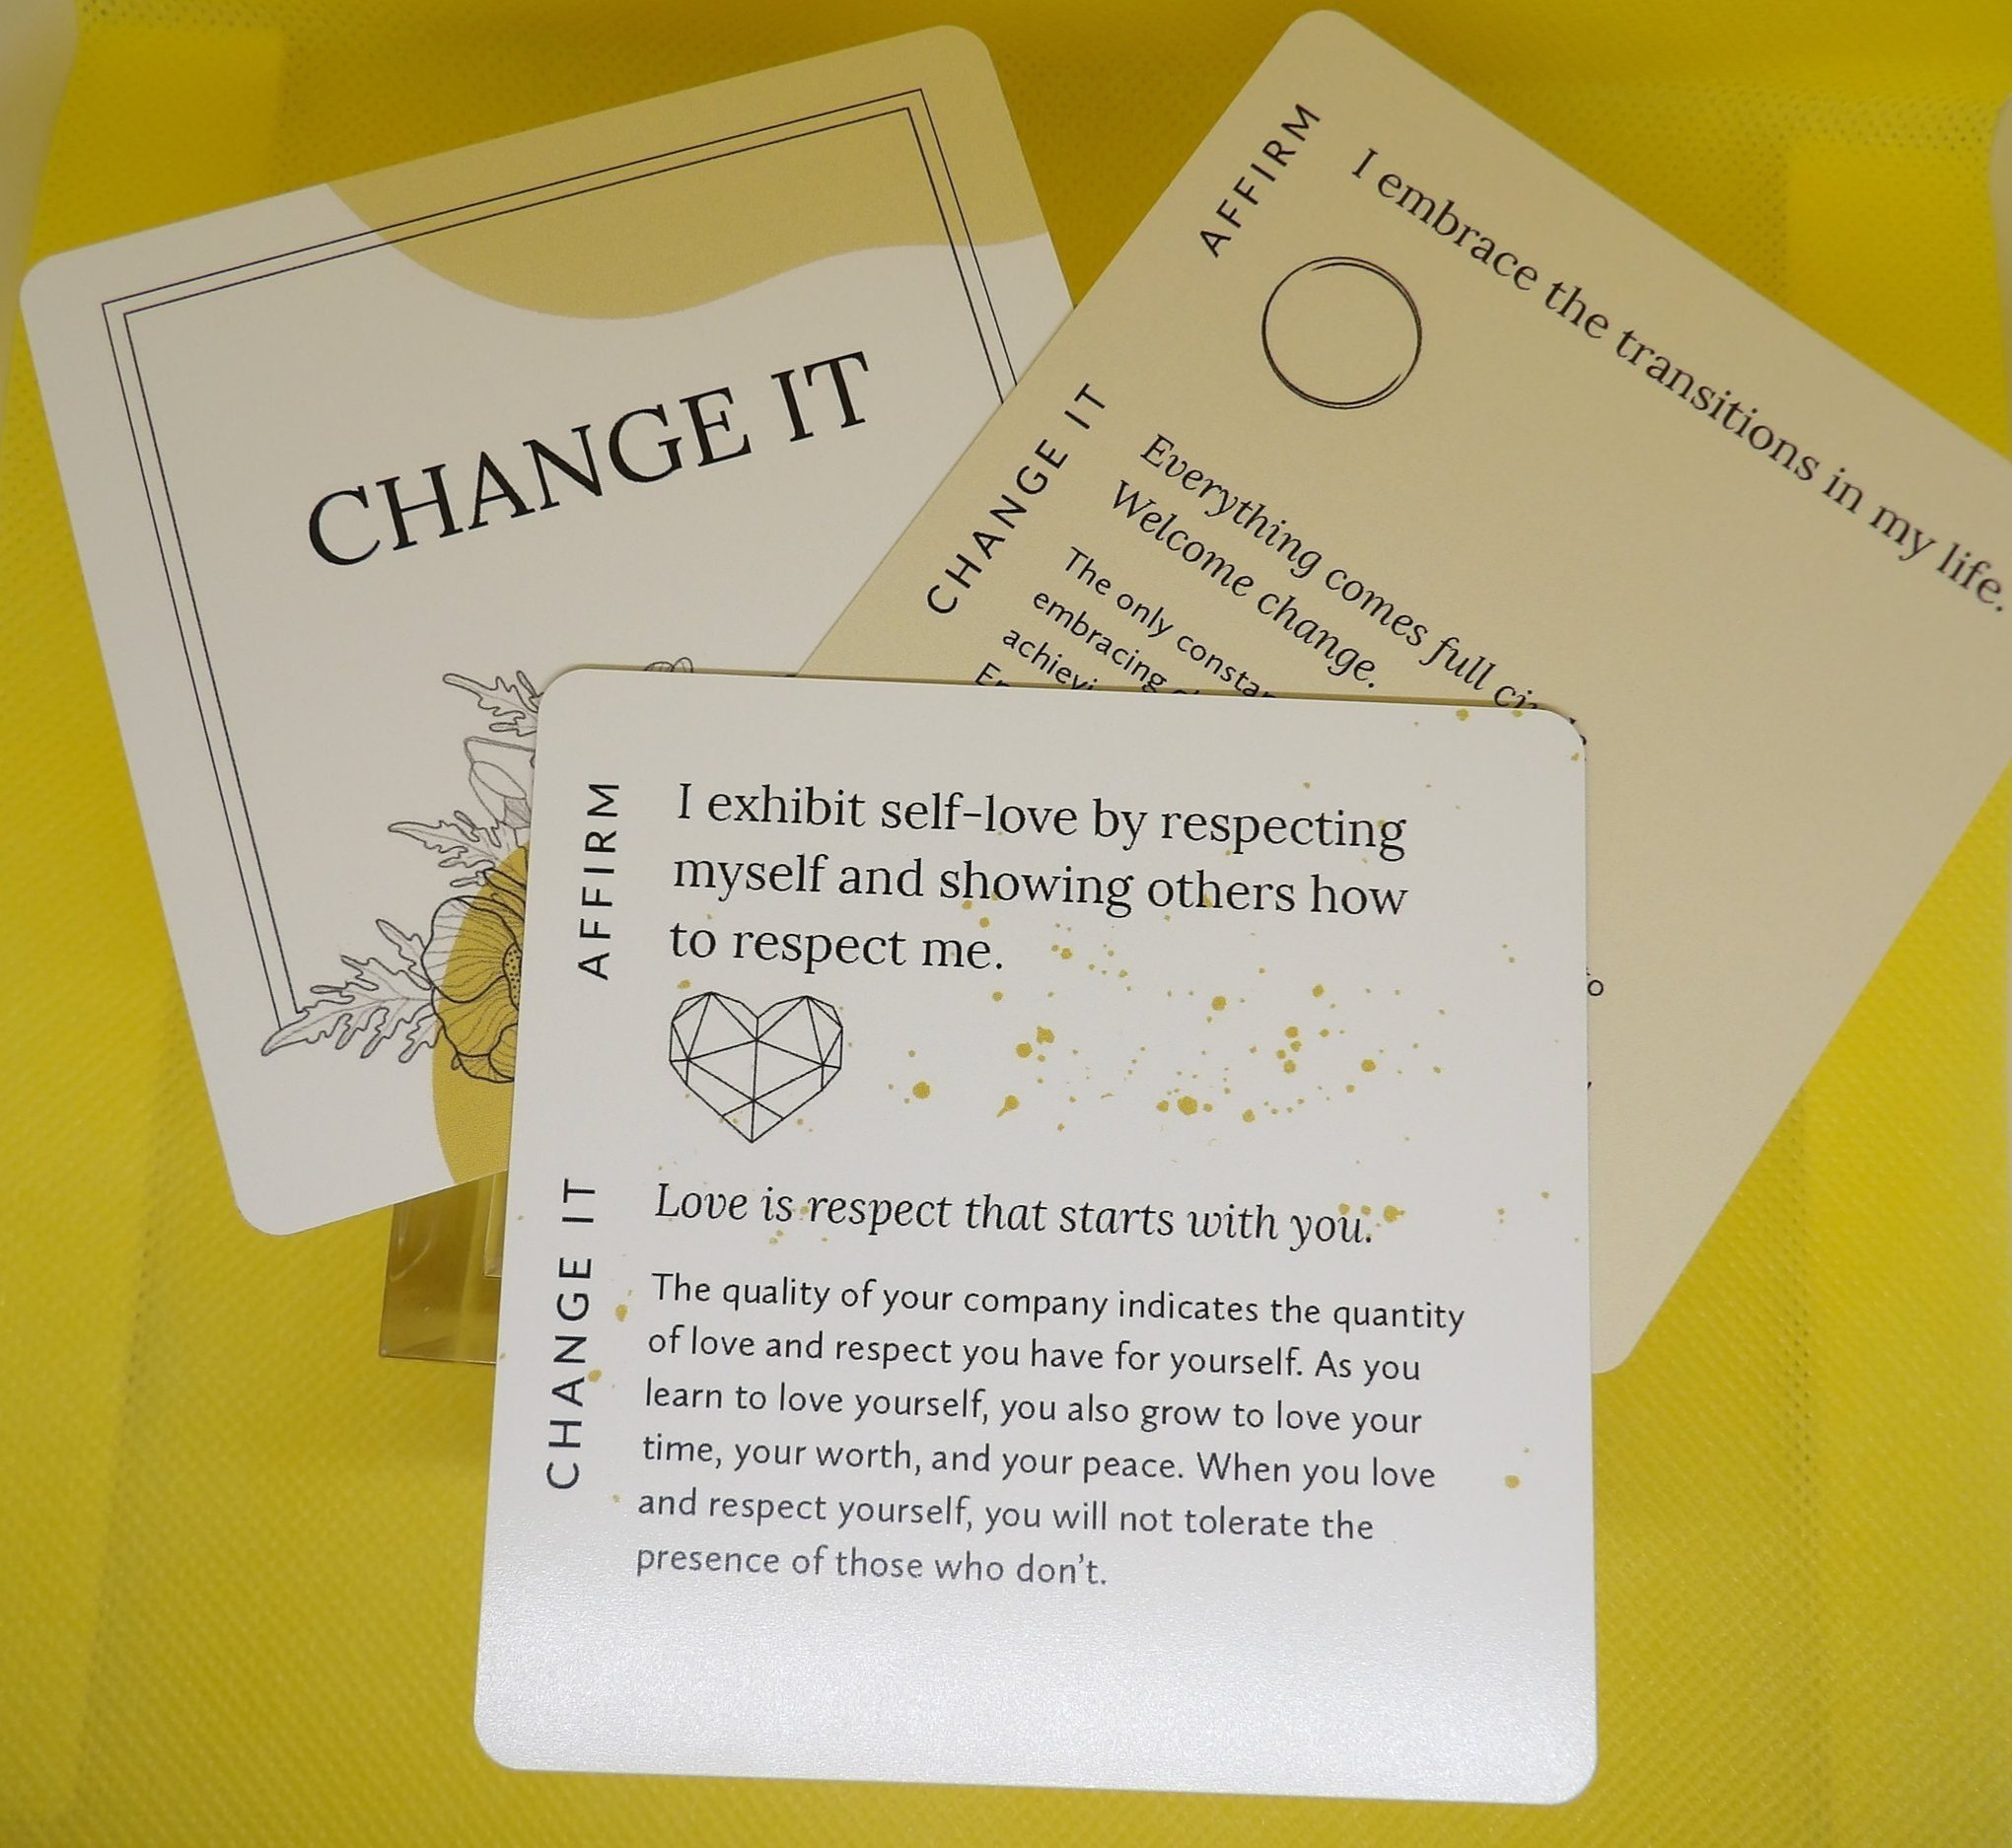 CHANGE IT
AFFIRM
I embrace the transitions in my life.
CHANGE IT
Everything comes full
Welcome change.
The only
embracing
AFFIRM
I exhibit self-love by respecting
myself and showing others how
to respect me.
CHANGE IT
Love is respect that starts with you.
The quality of your company indicates the quantity
of love and respect you have for yourself. As you
learn to love yourself, you also grow to love your
time, your worth, and your peace. When you love
and respect yourself, you will not tolerate the
presence of those who don't.